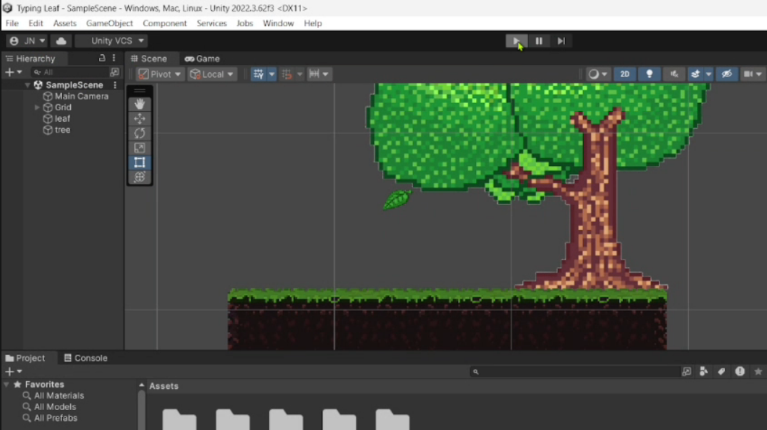 Typing Leaf - SampleScene - Windows, Mac, Linux - Unity 2022.3.62f3 <DX11>
File Edit Assets GameObject Component Services Jobs Window Help
JN Unity VCS
Hierarchy Scene Game
All Pivot Local 2D
SampleScene
Main Camera
Grid
leaf
tree
Project Console
Favorites Assets
All Materials
All Models
All Prefabs